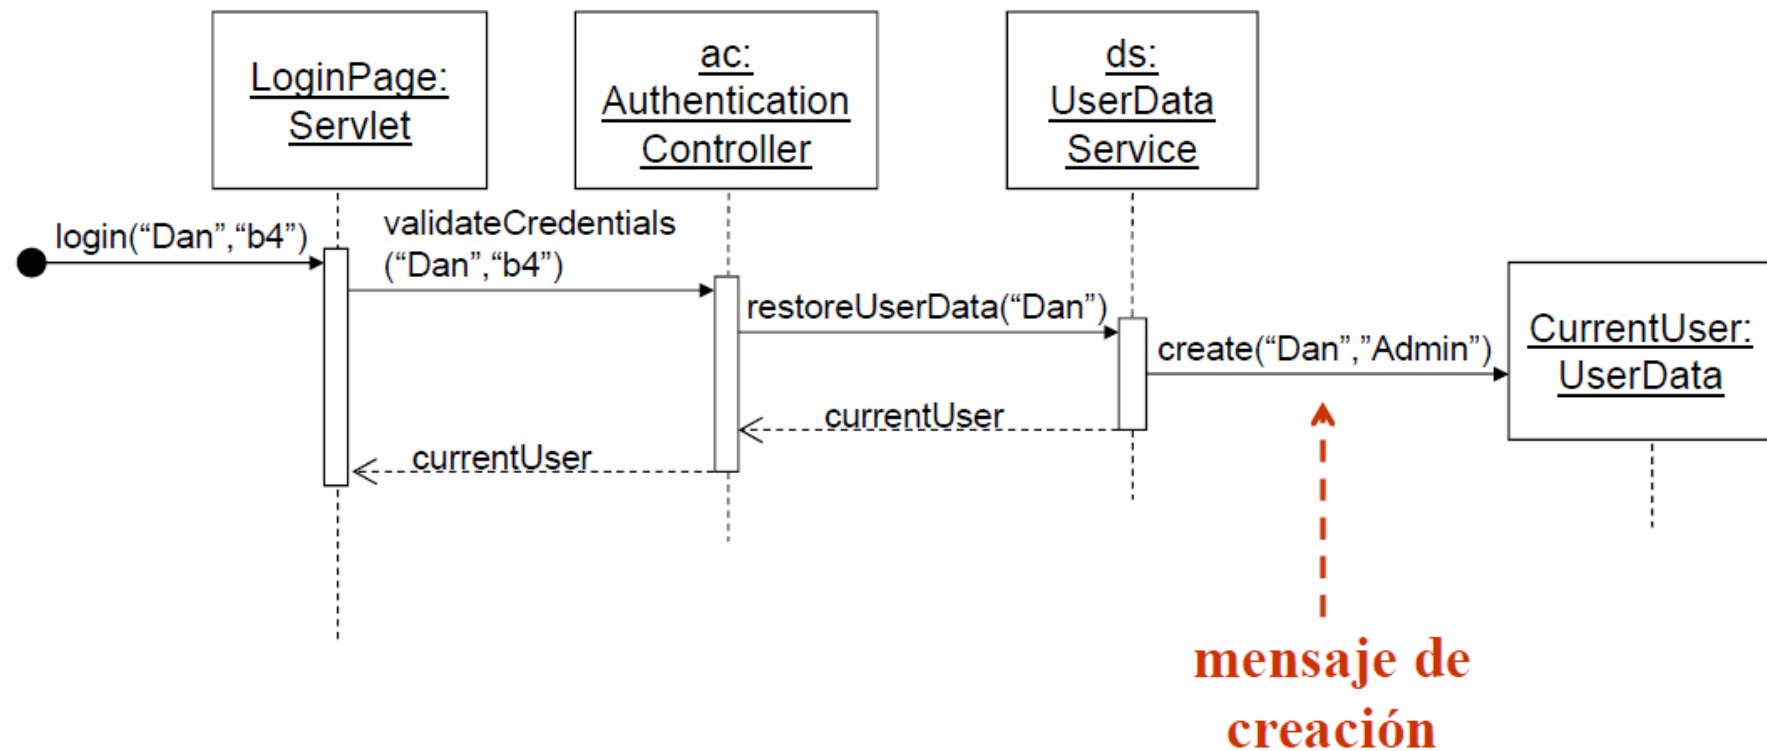 LoginPage:
Servlet
ac:
Authentication
Controller
ds:
UserData
Service
login(“Dan”,“b4”)
validateCredentials
(“Dan”,“b4”)
restoreUserData(“Dan”)
create(“Dan”,”Admin”)
CurrentUser:
UserData
currentUser
currentUser
mensaje de
creación